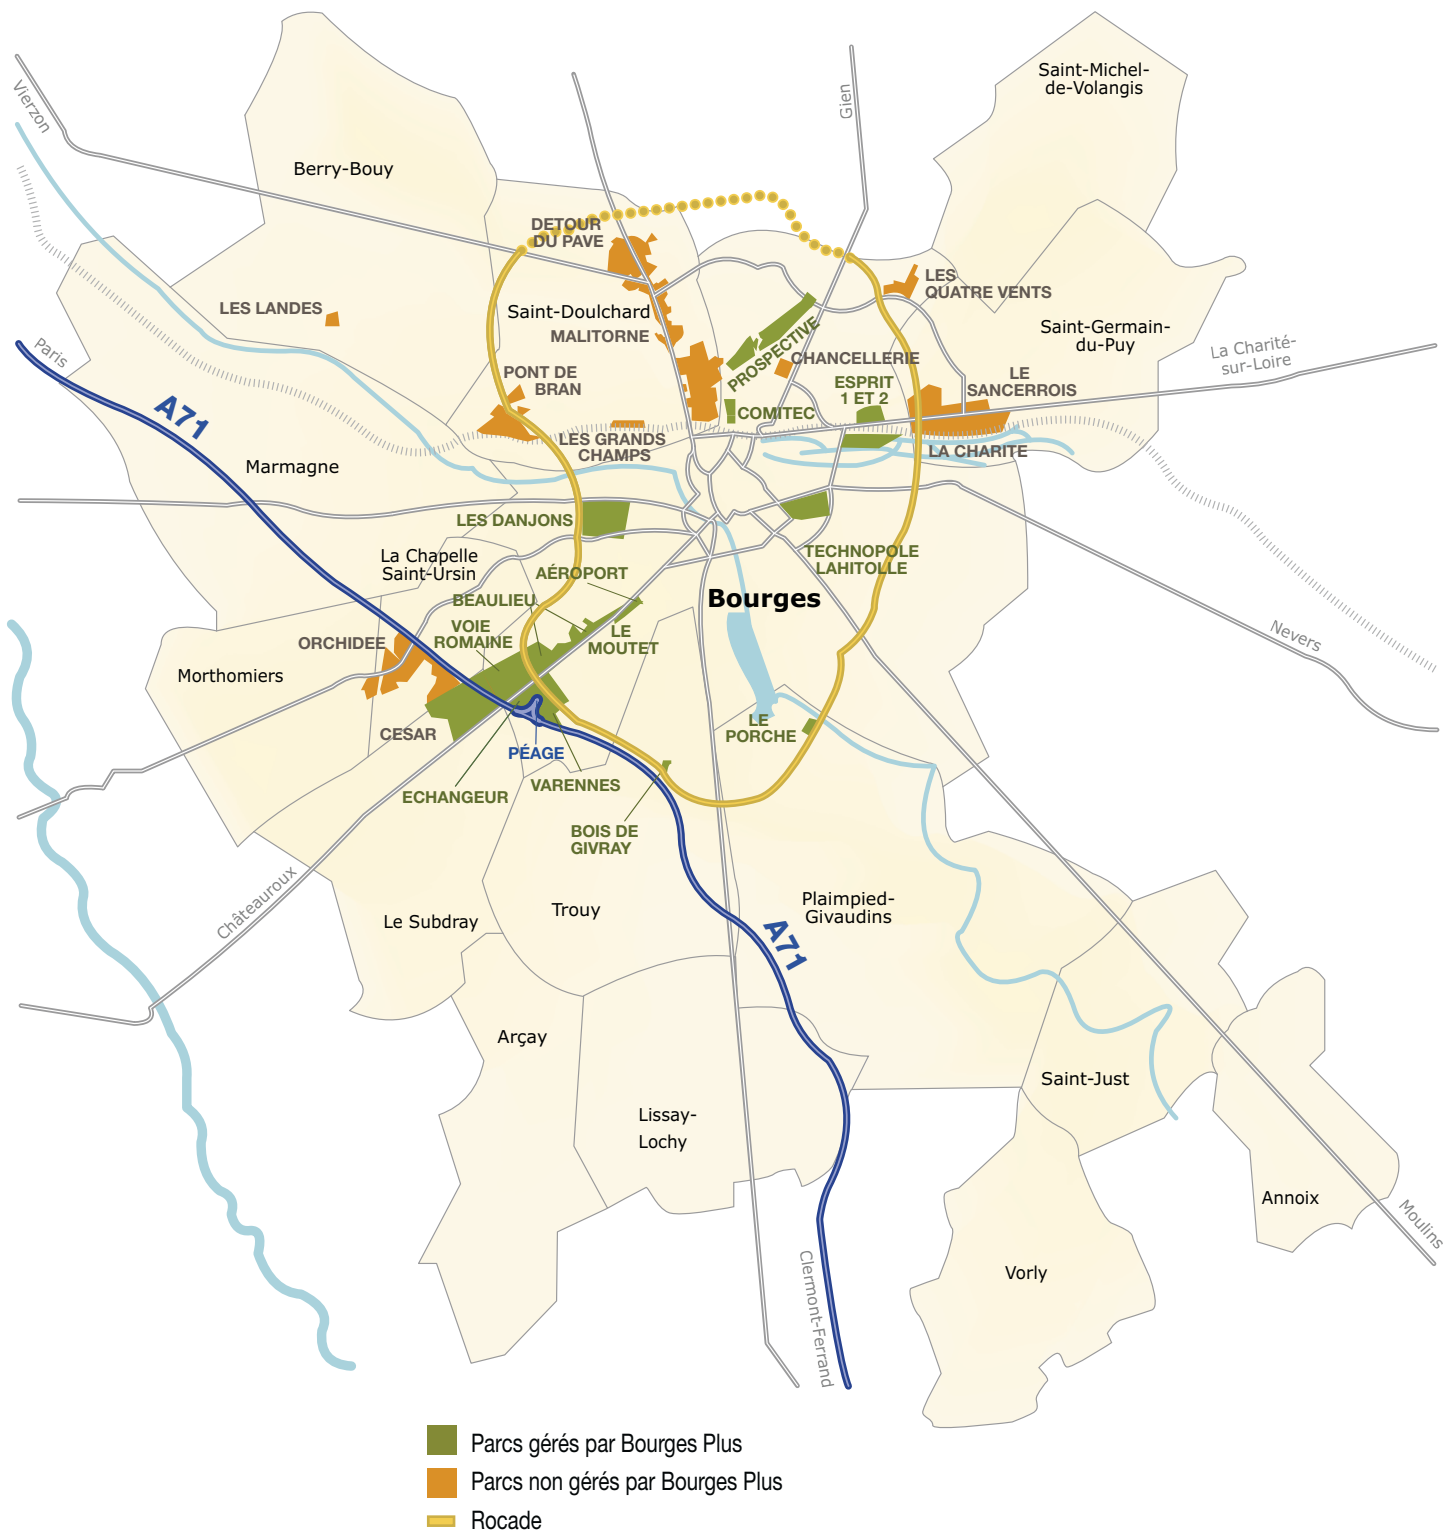 Saint-Michel-
de-Volangis
Vierzon
Gien
Berry-Bouy
DETOUR
DU PAVE
LES
QUATRE VENTS
LES LANDES
Saint-Doulchard
MALITORNE
PROSPECTIVE
CHANCELLERIE
Saint-Germain-
du-Puy
La Charité-
sur-Loire
Paris
A71
PONT DE
BRAN
ESPRIT
1 ET 2
LE
SANCERROIS
COMITEC
LES GRANDS
CHAMPS
LA CHARITE
Marmagne
LES DANJONS
La Chapelle
Saint-Ursin
AÉROPORT
TECHNOPOLE
LAHITOLLE
BEAULIEU
Bourges
VOIE
ROMAINE
LE
MOUTET
ORCHIDEE
Nevers
Morthomiers
CESAR
PÉAGE
LE
PORCHE
ECHANGEUR
VARENNES
BOIS DE
GIVRAY
Châteauroux
Le Subdray
Trouy
Plaimpied-
Givaudins
A71
Arçay
Saint-Just
Lissay-
Lochy
Annoix
Moulins
Vorly
Clermont-Ferrand
Parcs gérés par Bourges Plus
Parcs non gérés par Bourges Plus
Rocade